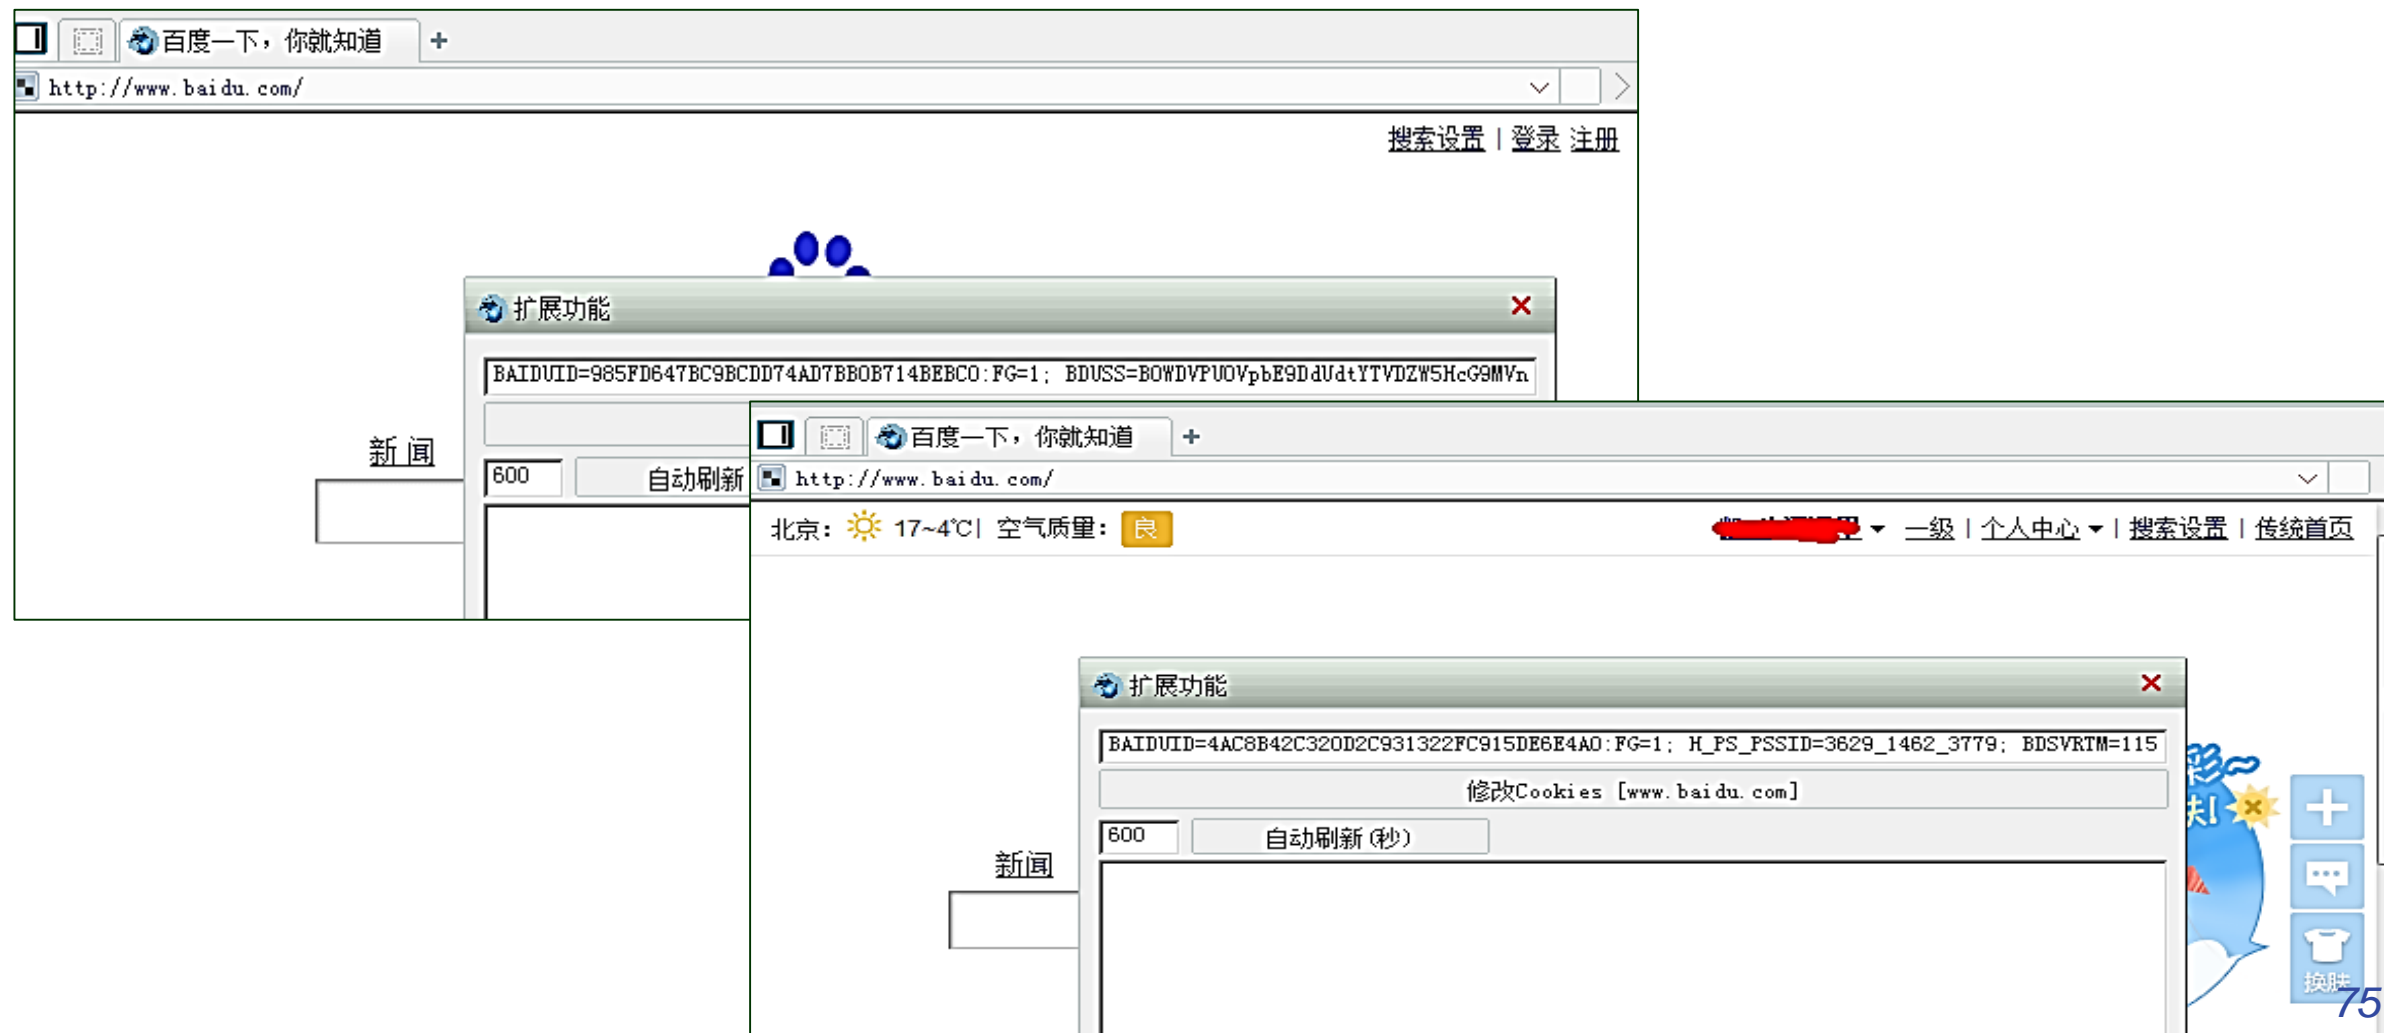 百度一下，你就知道 +
http://www.baidu.com/
搜索设置 | 登录 注册
扩展功能
BAIDUID=985FD647BC9BCDD74AD7BB0B714BEBC0:FG=1; BDUSS=BOWDVPUOVpbE9DdUdtYTVDZW5HcG9MVn
新 闻
600 自动刷新
百度一下，你就知道 +
http://www.baidu.com/
北京： 17~4℃| 空气质量： 良
一级 | 个人中心 | 搜索设置 | 传统首页
扩展功能
BAIDUID=4AC8B42C320D2C931322FC915DE6E4A0:FG=1; H_PS_PSSID=3629_1462_3779; BDSVRTM=115
修改Cookies [www.baidu.com]
600 自动刷新(秒)
新闻
换肤
75